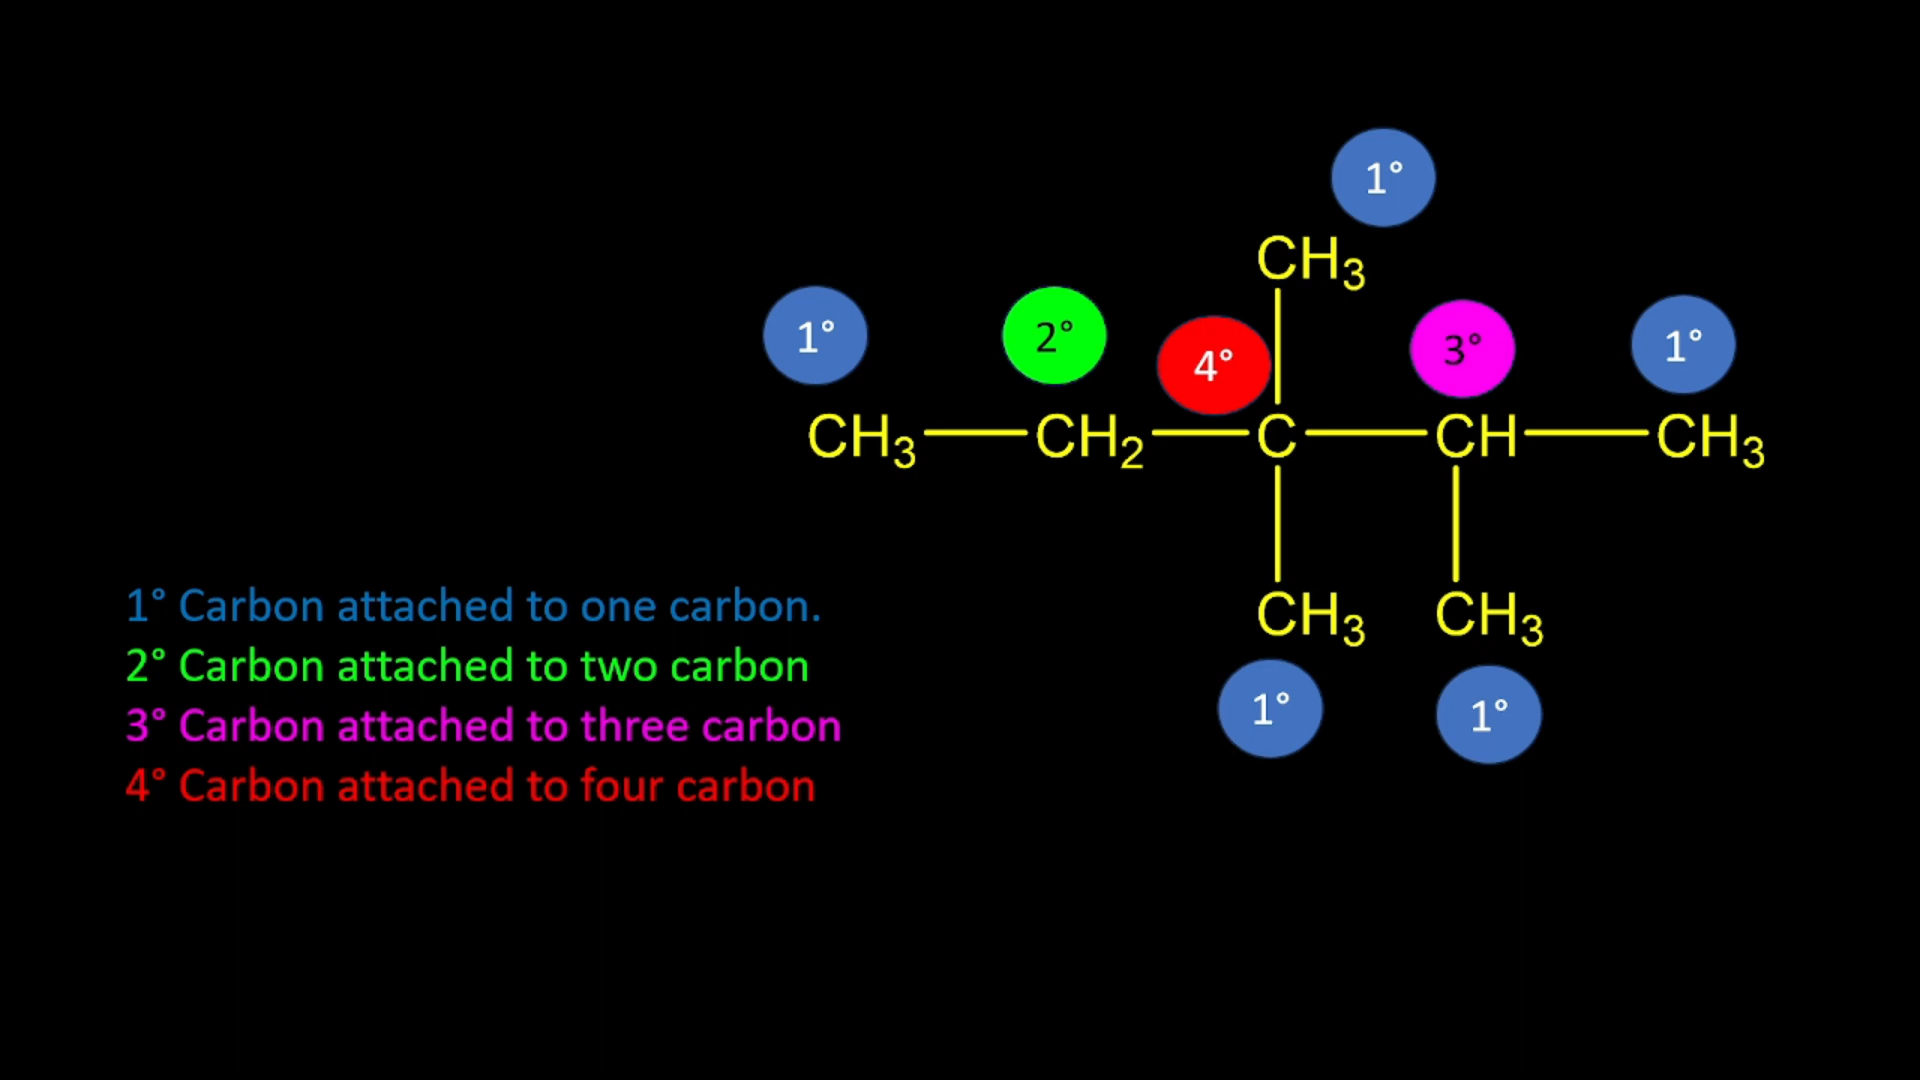 1°
CH₃
1° 2° 4° 3° 1°
CH₃ CH₂ C CH CH₃
CH₃ CH₃
1° 1°
1° Carbon attached to one carbon.
2° Carbon attached to two carbon
3° Carbon attached to three carbon
4° Carbon attached to four carbon